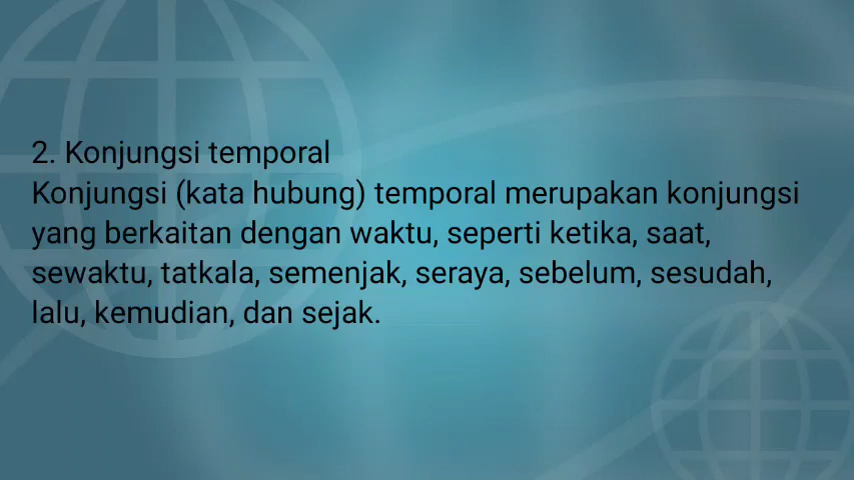 2. Konjungsi temporal
Konjungsi (kata hubung) temporal merupakan konjungsi
yang berkaitan dengan waktu, seperti ketika, saat,
sewaktu, tatkala, semenjak, seraya, sebelum, sesudah,
lalu, kemudian, dan sejak.